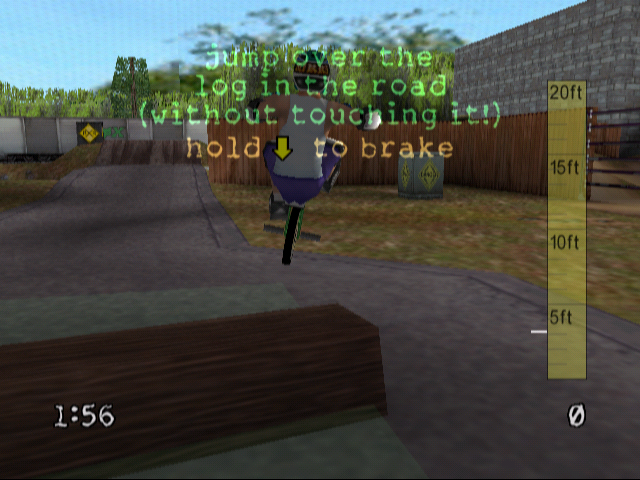 jump over the
log in the road
(without touching it!)
hold to brake
20ft
15ft
10ft
5ft
1:56
0